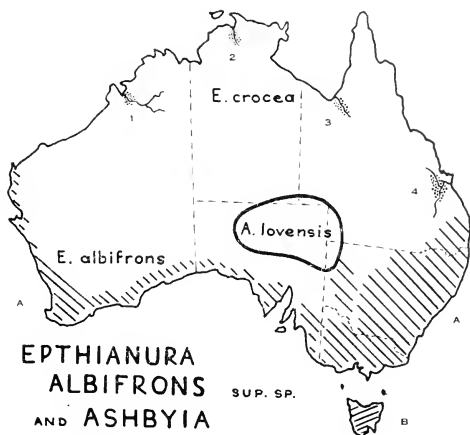 2
E. crocea
1
3
4
A. lovensis
E. albifrons
A
A
EPTHIANURA
ALBIFRONS SUP. SP.
AND ASHBYIA
B